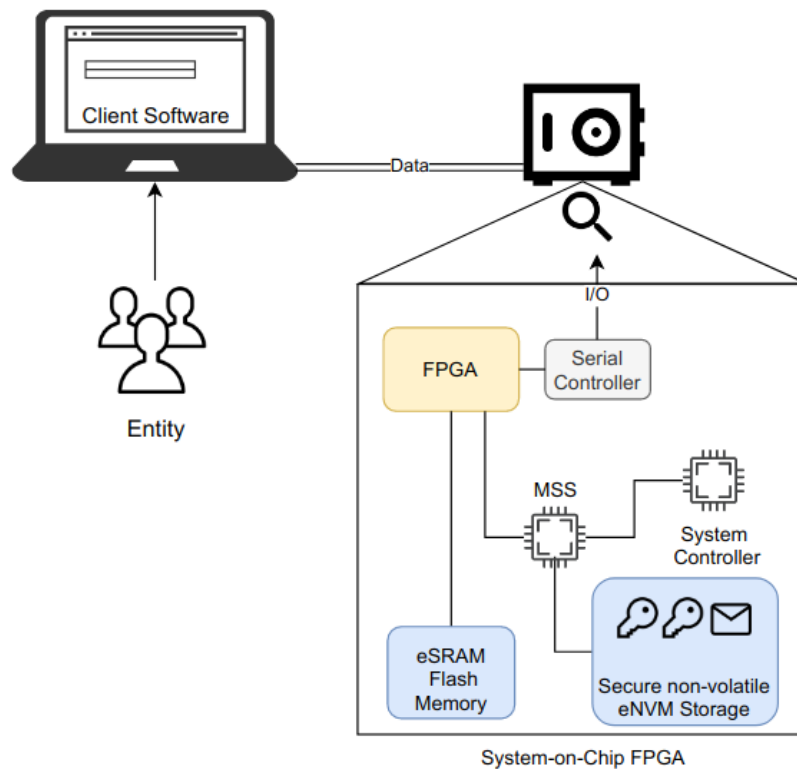 Client Software
Data
I/O
FPGA
Serial
Controller
Entity
MSS
System
Controller
eSRAM
Flash
Memory
Secure non-volatile
eNVM Storage
System-on-Chip FPGA